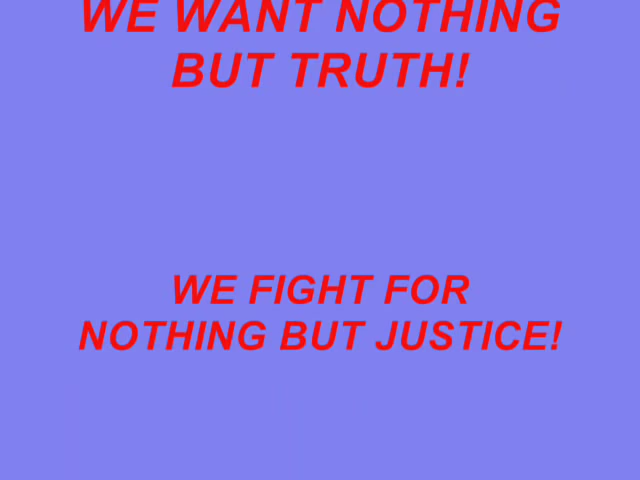 WE WANT NOTHING
BUT TRUTH!
WE FIGHT FOR
NOTHING BUT JUSTICE!